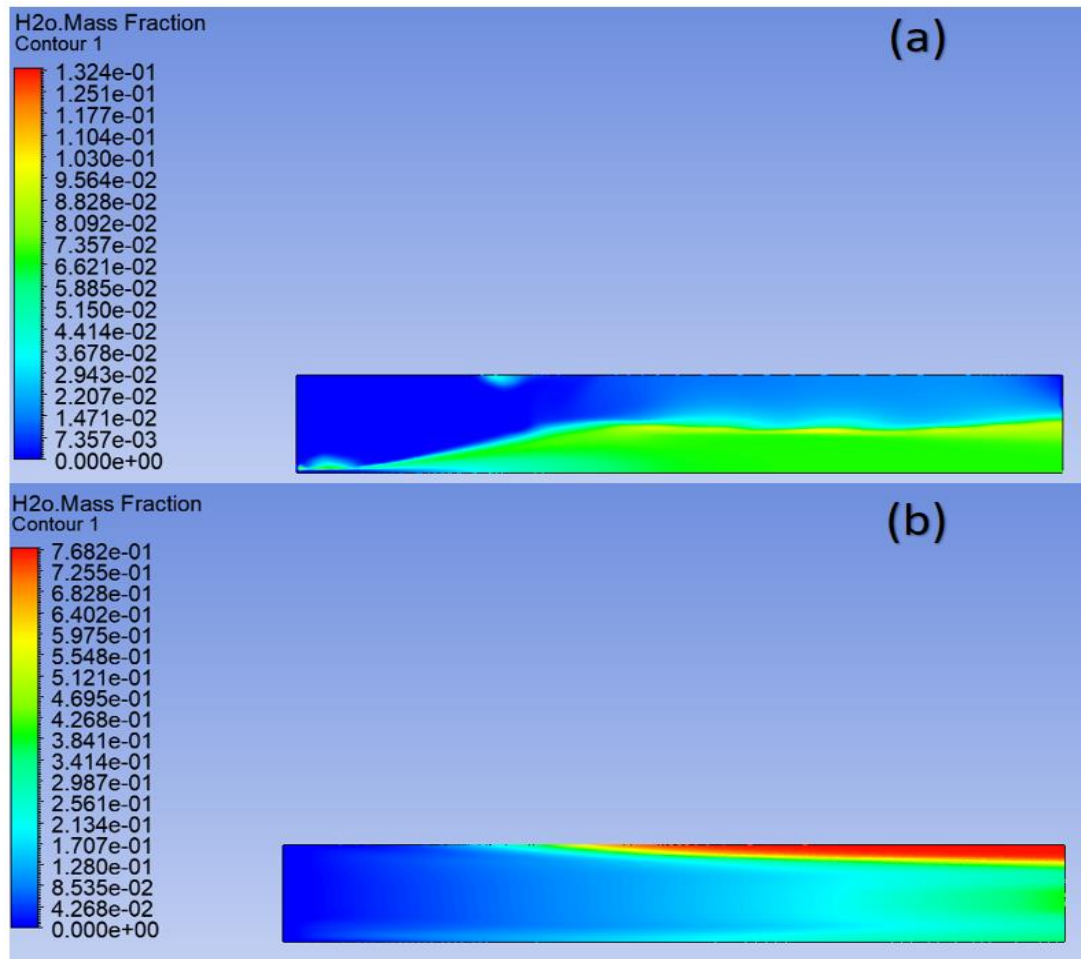 H2o.Mass Fraction
Contour 1
(a)
1.324e-01
1.251e-01
1.177e-01
1.104e-01
1.030e-01
9.564e-02
8.828e-02
8.092e-02
7.357e-02
6.621e-02
5.885e-02
5.150e-02
4.414e-02
3.678e-02
2.943e-02
2.207e-02
1.471e-02
7.357e-03
0.000e+00
H2o.Mass Fraction
Contour 1
(b)
7.682e-01
7.255e-01
6.828e-01
6.402e-01
5.975e-01
5.548e-01
5.121e-01
4.695e-01
4.268e-01
3.841e-01
3.414e-01
2.987e-01
2.561e-01
2.134e-01
1.707e-01
1.280e-01
8.535e-02
4.268e-02
0.000e+00